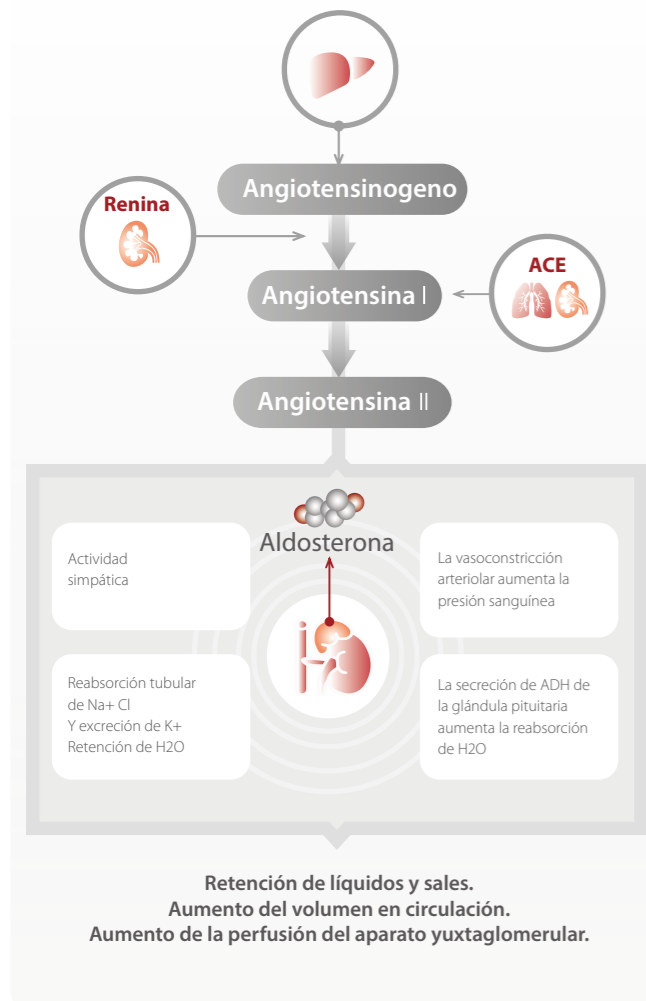 Angiotensinogeno
Renina
ACE
Angiotensina I
Angiotensina II
Aldosterona
Actividad
simpática
La vasoconstricción
arteriolar aumenta la
presión sanguínea
Reabsorción tubular
de Na+ Cl
Y excreción de K+
Retención de H2O
La secreción de ADH de
la glándula pituitaria
aumenta la reabsorción
de H2O
Retención de líquidos y sales.
Aumento del volumen en circulación.
Aumento de la perfusión del aparato yuxtaglomerular.